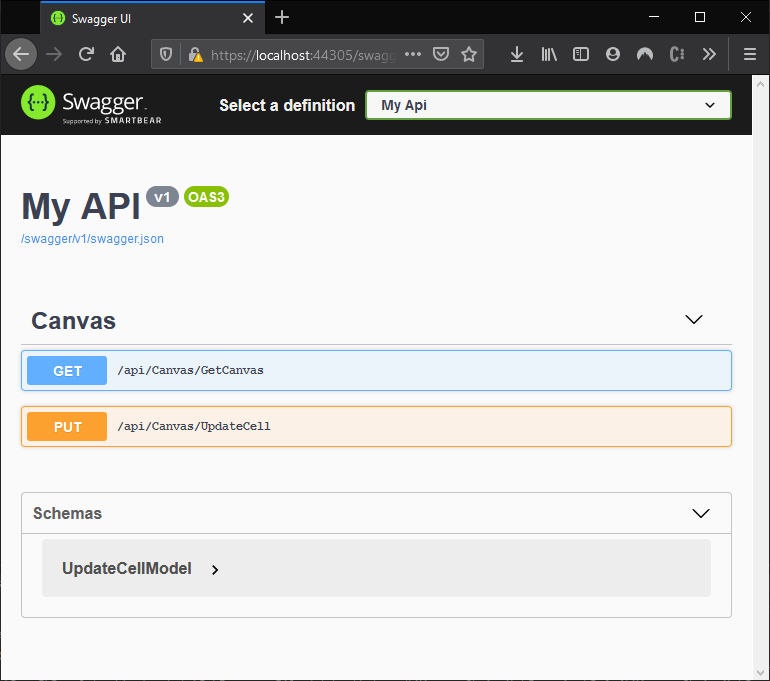 Swagger UI
https://localhost:44305/swagg
Swagger
Supported by SMARTBEAR
Select a definition
My Api
My API v1 OAS3
/swagger/v1/swagger.json
Canvas
GET /api/Canvas/GetCanvas
PUT /api/Canvas/UpdateCell
Schemas
UpdateCellModel